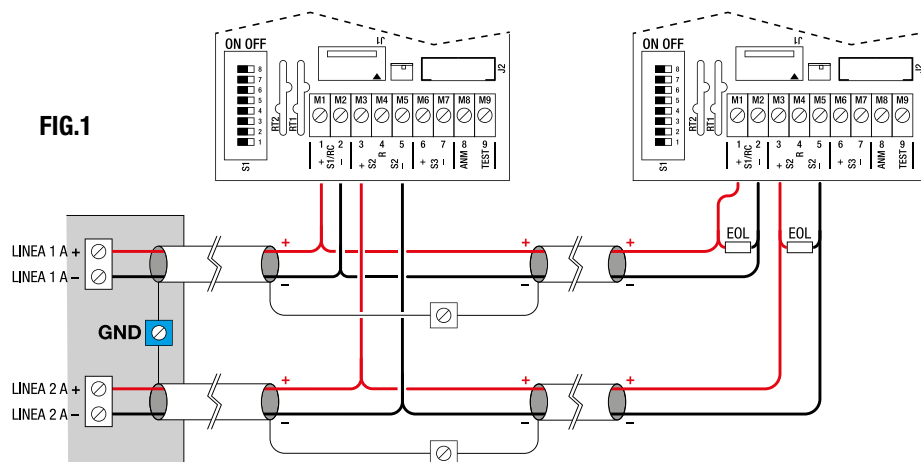 FIG.1
ON OFF
8
7
6
5
4
3
2
1
S1
RT2
RT1
J1
J2
M1 M2 M3 M4 M5 M6 M7 M8 M9
1 2 3 4 5 6 7 8 9
+ S1/RC – + S2 R S2 – + S3 – ANM TEST
ON OFF
8
7
6
5
4
3
2
1
S1
RT2
RT1
J1
J2
M1 M2 M3 M4 M5 M6 M7 M8 M9
1 2 3 4 5 6 7 8 9
+ S1/RC – + S2 R S2 – + S3 – ANM TEST
EOL
EOL
LINEA 1 A +
LINEA 1 A –
+
–
+
–
+
–
GND
LINEA 2 A +
LINEA 2 A –
+
–
+
–
+
–